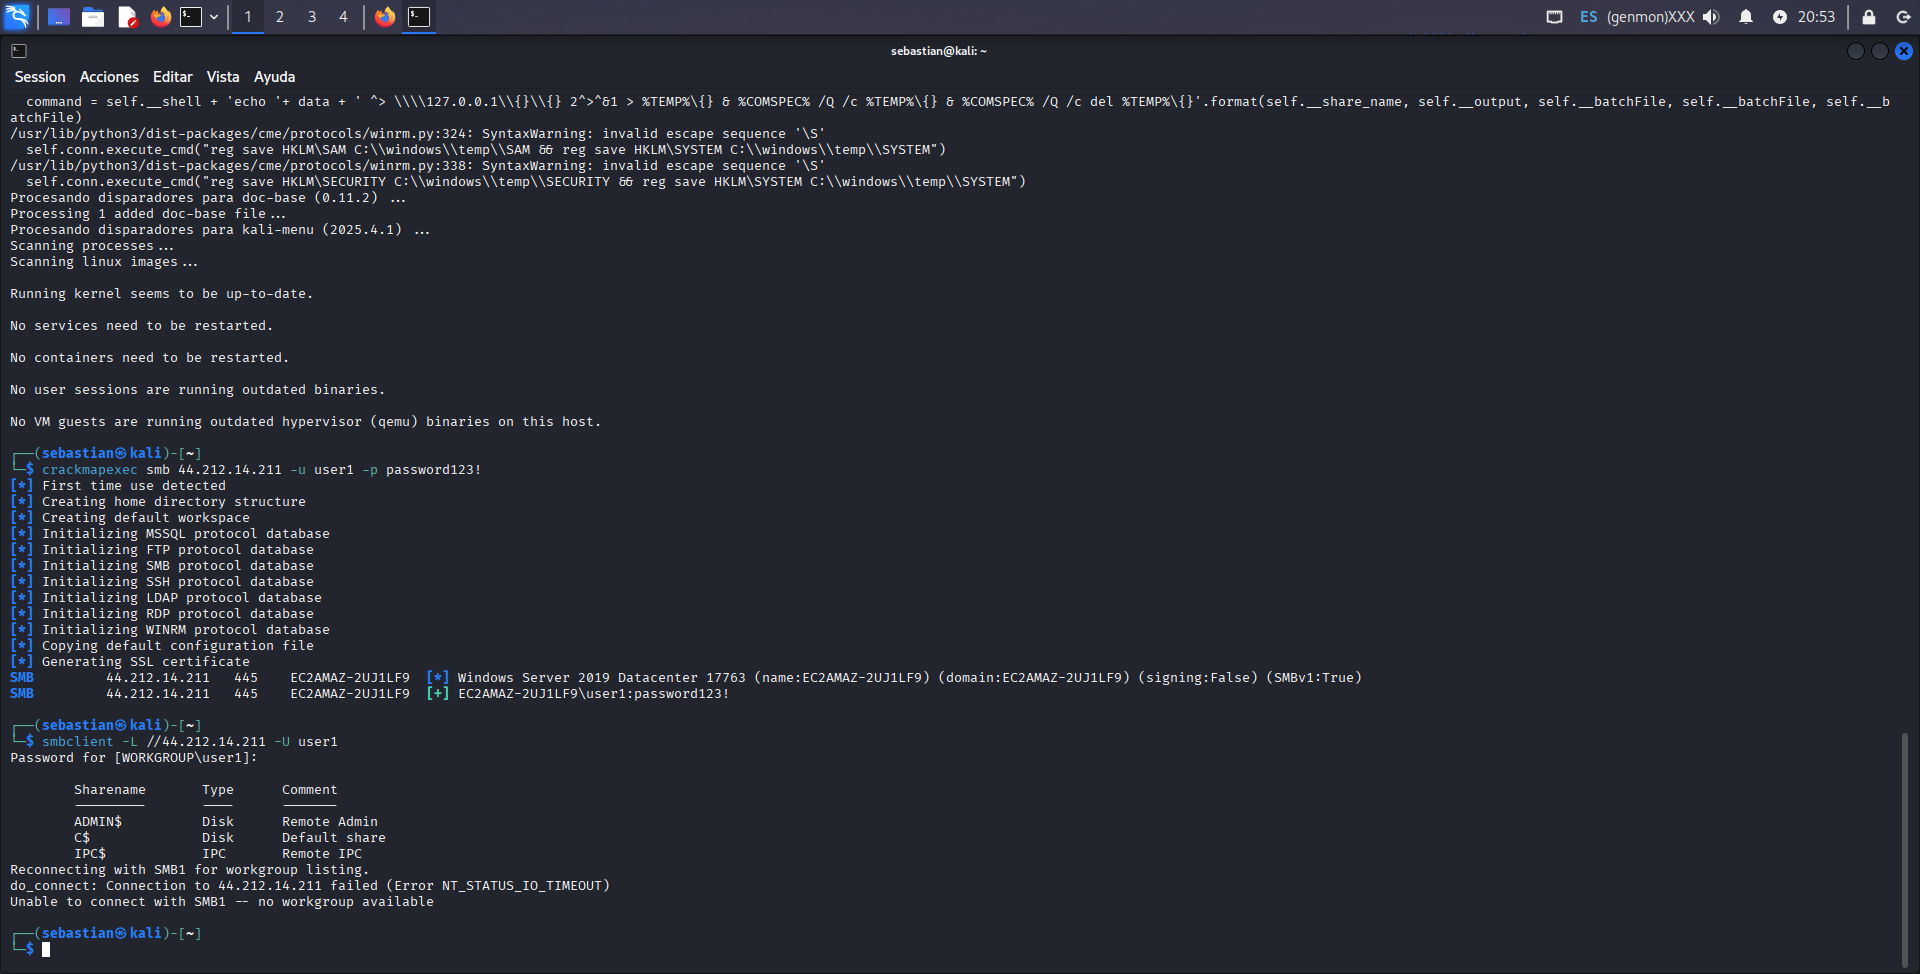 1 2 3 4 ES (genmon)XXX 20:53
sebastian@kali: ~
Session Acciones Editar Vista Ayuda
  command = self.__shell + 'echo '+ data + ' ^> \\\\127.0.0.1\\{}\\{} 2^>^&1 > %TEMP%\{} & %COMSPEC% /Q /c %TEMP%\{} & %COMSPEC% /Q /c del %TEMP%\{}'.format(self.__share_name, self.__output, self.__batchFile, self.__batchFile, self.__b
atchFile)
/usr/lib/python3/dist-packages/cme/protocols/winrm.py:324: SyntaxWarning: invalid escape sequence '\S'
  self.conn.execute_cmd("reg save HKLM\SAM C:\\windows\\temp\\SAM && reg save HKLM\SYSTEM C:\\windows\\temp\\SYSTEM")
/usr/lib/python3/dist-packages/cme/protocols/winrm.py:338: SyntaxWarning: invalid escape sequence '\S'
  self.conn.execute_cmd("reg save HKLM\SECURITY C:\\windows\\temp\\SECURITY && reg save HKLM\SYSTEM C:\\windows\\temp\\SYSTEM")
Procesando disparadores para doc-base (0.11.2) ...
Processing 1 added doc-base file...
Procesando disparadores para kali-menu (2025.4.1) ...
Scanning processes...
Scanning linux images...
Running kernel seems to be up-to-date.
No services need to be restarted.
No containers need to be restarted.
No user sessions are running outdated binaries.
No VM guests are running outdated hypervisor (qemu) binaries on this host.
┌──(sebastian㉿kali)-[~]
└─$ crackmapexec smb 44.212.14.211 -u user1 -p password123!
[*] First time use detected
[*] Creating home directory structure
[*] Creating default workspace
[*] Initializing MSSQL protocol database
[*] Initializing FTP protocol database
[*] Initializing SMB protocol database
[*] Initializing SSH protocol database
[*] Initializing LDAP protocol database
[*] Initializing RDP protocol database
[*] Initializing WINRM protocol database
[*] Copying default configuration file
[*] Generating SSL certificate
SMB         44.212.14.211   445    EC2AMAZ-2UJ1LF9  [*] Windows Server 2019 Datacenter 17763 (name:EC2AMAZ-2UJ1LF9) (domain:EC2AMAZ-2UJ1LF9) (signing:False) (SMBv1:True)
SMB         44.212.14.211   445    EC2AMAZ-2UJ1LF9  [+] EC2AMAZ-2UJ1LF9\user1:password123!
┌──(sebastian㉿kali)-[~]
└─$ smbclient -L //44.212.14.211 -U user1
Password for [WORKGROUP\user1]:
        Sharename       Type      Comment
        ---------       ----      -------
        ADMIN$          Disk      Remote Admin
        C$              Disk      Default share
        IPC$            IPC       Remote IPC
Reconnecting with SMB1 for workgroup listing.
do_connect: Connection to 44.212.14.211 failed (Error NT_STATUS_IO_TIMEOUT)
Unable to connect with SMB1 -- no workgroup available
┌──(sebastian㉿kali)-[~]
└─$